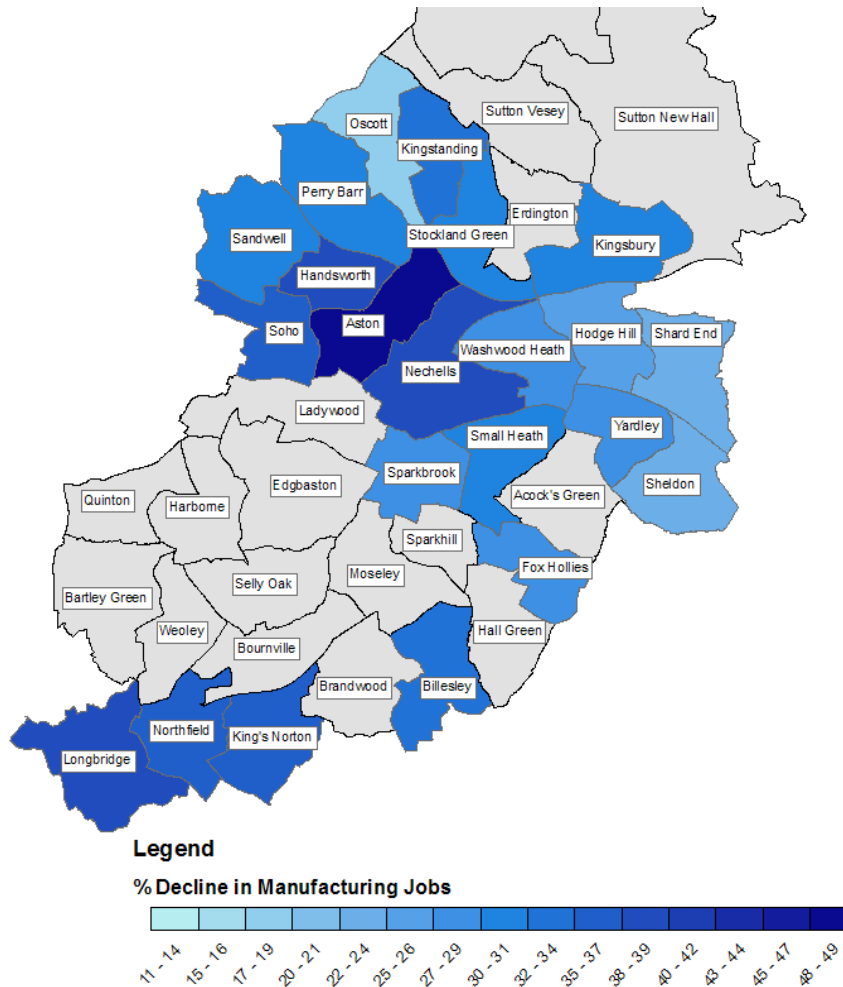 Sutton Vesey
Sutton New Hall
Oscott
Kingstanding
Perry Barr
Erdington
Sandwell
Stockland Green
Kingsbury
Handsworth
Soho
Aston
Hodge Hill
Shard End
Washwood Heath
Nechells
Ladywood
Small Heath
Yardley
Sparkbrook
Edgbaston
Sheldon
Quinton
Harborne
Acock's Green
Sparkhill
Fox Hollies
Moseley
Selly Oak
Bartley Green
Weoley
Hall Green
Bournville
Brandwood
Billesley
Northfield
King's Norton
Longbridge
Legend
% Decline in Manufacturing Jobs
11 - 14
15 - 16
17 - 19
20 - 21
22 - 24
25 - 26
27 - 29
30 - 31
32 - 34
35 - 37
38 - 39
40 - 42
43 - 44
45 - 47
48 - 49